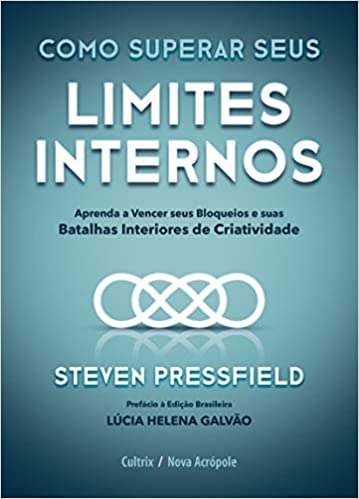 COMO SUPERAR SEUS
LIMITES
INTERNOS
Aprenda a Vencer seus Bloqueios e suas
Batalhas Interiores de Criatividade
STEVEN PRESSFIELD
Prefácio à Edição Brasileira
LÚCIA HELENA GALVÃO
Cultrix / Nova Acrópole